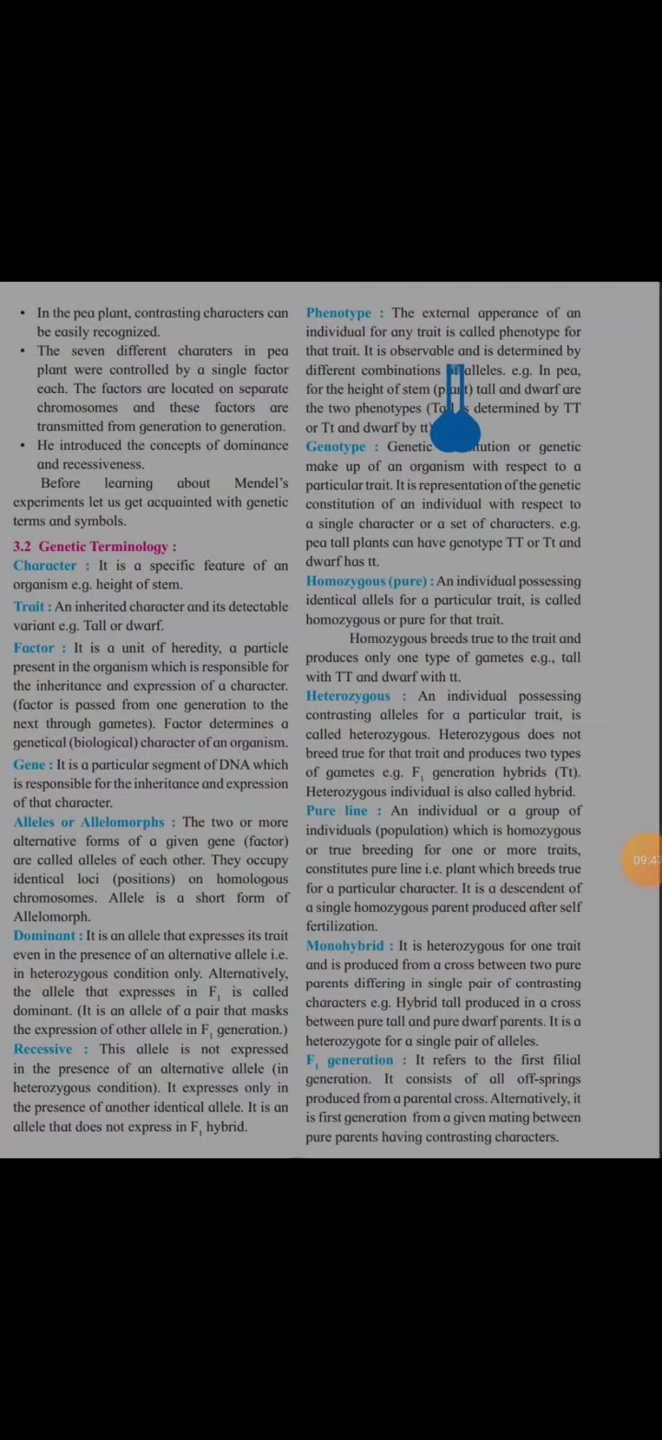 • In the pea plant, contrasting characters can
be easily recognized.
• The seven different charaters in pea
plant were controlled by a single factor
each. The factors are located on separate
chromosomes and these factors are
transmitted from generation to generation.
• He introduced the concepts of dominance
and recessiveness.
Before learning about Mendel's
experiments let us get acquainted with genetic
terms and symbols.
3.2 Genetic Terminology :
Character : It is a specific feature of an
organism e.g. height of stem.
Trait : An inherited character and its detectable
variant e.g. Tall or dwarf.
Factor : It is a unit of heredity, a particle
present in the organism which is responsible for
the inheritance and expression of a character.
(factor is passed from one generation to the
next through gametes). Factor determines a
genetical (biological) character of an organism.
Gene : It is a particular segment of DNA which
is responsible for the inheritance and expression
of that character.
Alleles or Allelomorphs : The two or more
alternative forms of a given gene (factor)
are called alleles of each other. They occupy
identical loci (positions) on homologous
chromosomes. Allele is a short form of
Allelomorph.
Dominant : It is an allele that expresses its trait
even in the presence of an alternative allele i.e.
in heterozygous condition only. Alternatively,
the allele that expresses in F₁ is called
dominant. (It is an allele of a pair that masks
the expression of other allele in F₁ generation.)
Recessive : This allele is not expressed
in the presence of an alternative allele (in
heterozygous condition). It expresses only in
the presence of another identical allele. It is an
allele that does not express in F₁ hybrid.
Phenotype : The external apperance of an
individual for any trait is called phenotype for
that trait. It is observable and is determined by
different combinations alleles. e.g. In pea,
for the height of stem tall and dwarf are
the two phenotypes determined by TT
or Tt and dwarf by tt)
Genotype : Genetic or genetic
make up of an organism with respect to a
particular trait. It is representation of the genetic
constitution of an individual with respect to
a single character or a set of characters. e.g.
pea tall plants can have genotype TT or Tt and
dwarf has tt.
Homozygous (pure) : An individual possessing
identical allels for a particular trait, is called
homozygous or pure for that trait.
Homozygous breeds true to the trait and
produces only one type of gametes e.g., tall
with TT and dwarf with tt.
Heterozygous : An individual possessing
contrasting alleles for a particular trait, is
called heterozygous. Heterozygous does not
breed true for that trait and produces two types
of gametes e.g. F₁ generation hybrids (Tt).
Heterozygous individual is also called hybrid.
Pure line : An individual or a group of
individuals (population) which is homozygous
or true breeding for one or more traits,
constitutes pure line i.e. plant which breeds true
for a particular character. It is a descendent of
a single homozygous parent produced after self
fertilization.
Monohybrid : It is heterozygous for one trait
and is produced from a cross between two pure
parents differing in single pair of contrasting
characters e.g. Hybrid tall produced in a cross
between pure tall and pure dwarf parents. It is a
heterozygote for a single pair of alleles.
F₁ generation : It refers to the first filial
generation. It consists of all off-springs
produced from a parental cross. Alternatively, it
is first generation from a given mating between
pure parents having contrasting characters.